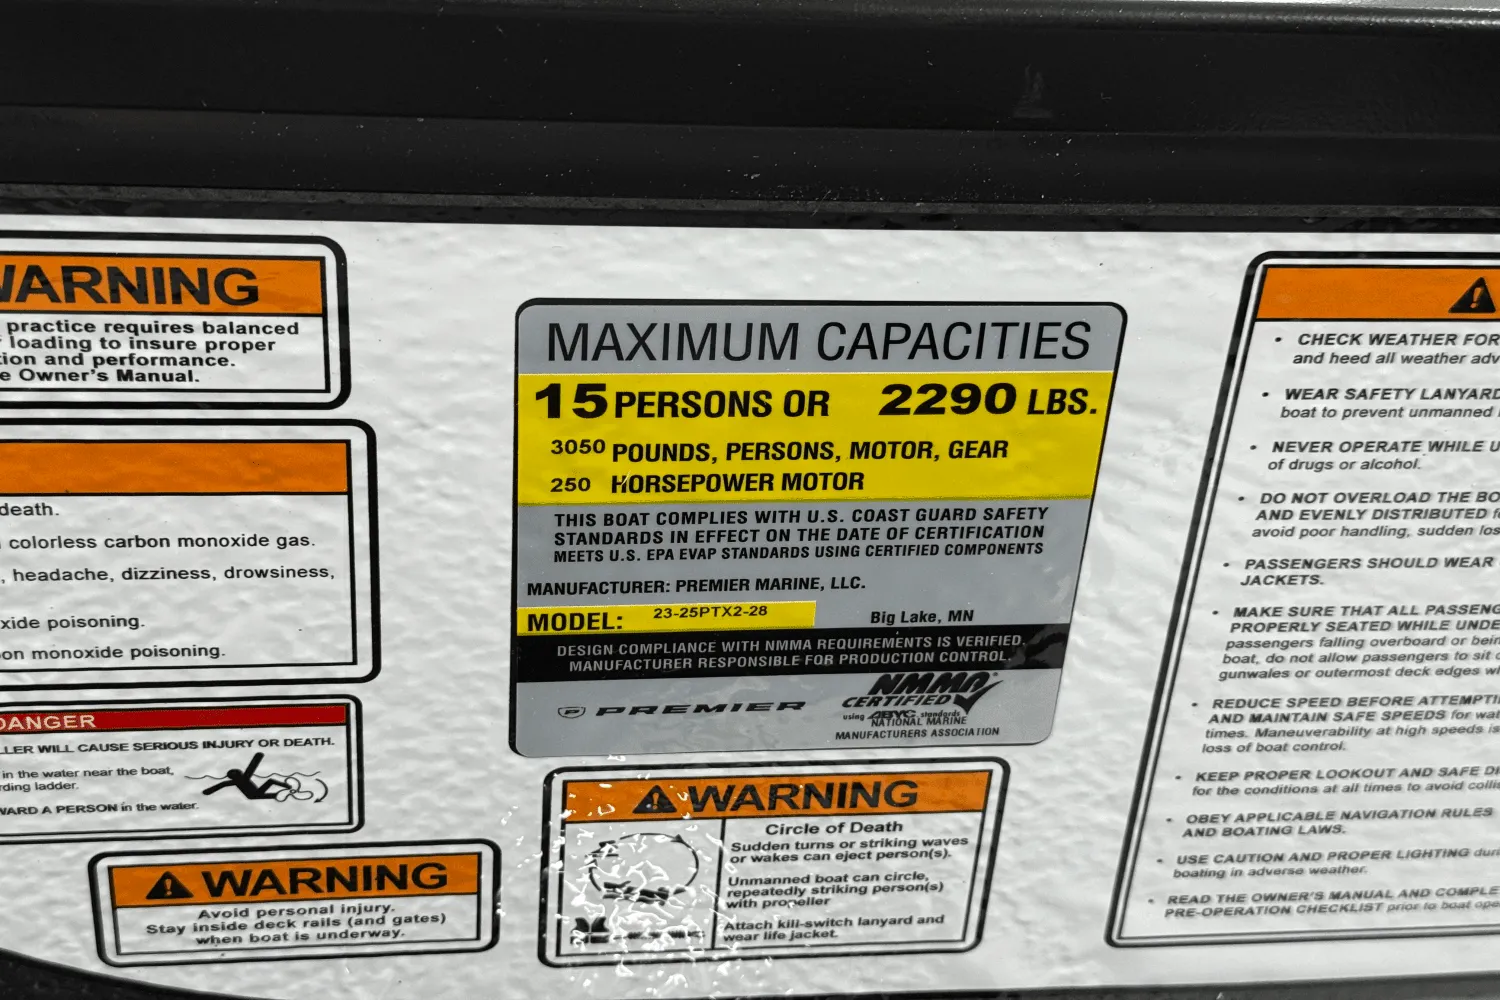 WARNING
practice requires balanced
loading to insure proper
and performance.
Owner's Manual.
death.
colorless carbon monoxide gas.
, headache, dizziness, drowsiness,
poisoning.
monoxide poisoning.
DANGER
WILL CAUSE SERIOUS INJURY OR DEATH.
in the water near the boat,
ladder.
A PERSON in the water.
WARNING
Avoid personal injury.
Stay inside deck rails (and gates)
when boat is underway.
MAXIMUM CAPACITIES
15 PERSONS OR 2290 LBS.
3050 POUNDS, PERSONS, MOTOR, GEAR
250 HORSEPOWER MOTOR
THIS BOAT COMPLIES WITH U.S. COAST GUARD SAFETY
STANDARDS IN EFFECT ON THE DATE OF CERTIFICATION
MEETS U.S. EPA EVAP STANDARDS USING CERTIFIED COMPONENTS
MANUFACTURER: PREMIER MARINE, LLC.
MODEL: 23-25PTX2-28 Big Lake, MN
DESIGN COMPLIANCE WITH NMMA REQUIREMENTS IS VERIFIED.
MANUFACTURER RESPONSIBLE FOR PRODUCTION CONTROL.
PREMIER
NMMA®
CERTIFIED
using ABYC standards
NATIONAL MARINE
MANUFACTURERS ASSOCIATION
WARNING
Circle of Death
Sudden turns or striking waves
or wakes can eject person(s).
Unmanned boat can circle,
repeatedly striking person(s)
with propeller
Attach kill-switch lanyard and
wear life jacket.
• CHECK WEATHER
and heed all weather
• WEAR SAFETY LANYARD
boat to prevent unmanned
• NEVER OPERATE WHILE
of drugs or alcohol.
• DO NOT OVERLOAD THE
AND EVENLY DISTRIBUTED
avoid poor handling, sudden
• PASSENGERS SHOULD WEAR
JACKETS.
• MAKE SURE THAT ALL
PROPERLY SEATED WHILE
passengers falling overboard or
boat, do not allow passengers to sit
gunwales or outermost deck edges
• REDUCE SPEED BEFORE
AND MAINTAIN SAFE SPEEDS for
times. Maneuverability at high speeds is
loss of boat control.
• KEEP PROPER LOOKOUT AND SAFE
for the conditions at all times to avoid
• OBEY APPLICABLE NAVIGATION RULES
AND BOATING LAWS.
• USE CAUTION AND PROPER LIGHTING
boating in adverse weather.
• READ THE OWNER'S MANUAL AND
PRE-OPERATION CHECKLIST prior to boat